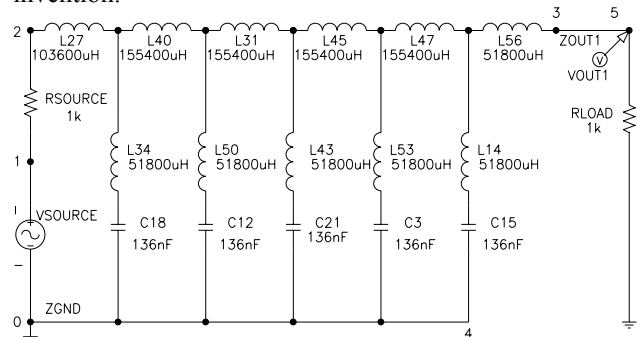 invention.
2
3
5
L27
103600uH
L40
155400uH
L31
155400uH
L45
155400uH
L47
155400uH
L56
51800uH
ZOUT1
V
VOUT1
RSOURCE
1k
RLOAD
1k
L34
51800uH
L50
51800uH
L43
51800uH
L53
51800uH
L14
51800uH
1
VSOURCE
+
−
C18
136nF
C12
136nF
C21
136nF
C3
136nF
C15
136nF
ZGND
0
4